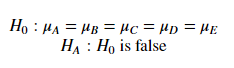 H₀ : μ_A = μ_B = μ_C = μ_D = μ_E
H_A : H₀ is false